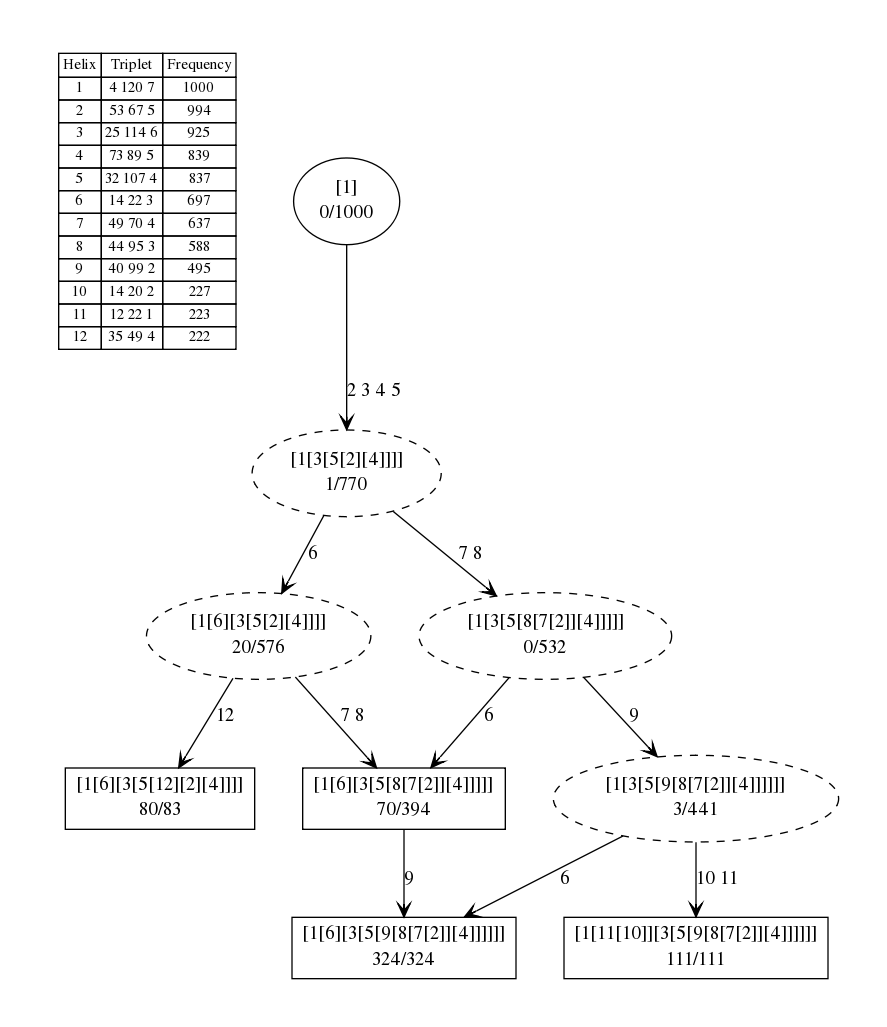 Helix Triplet Frequency
1 4 120 7 1000
2 53 67 5 994
3 25 114 6 925
4 73 89 5 839
5 32 107 4 837
6 14 22 3 697
7 49 70 4 637
8 44 95 3 588
9 40 99 2 495
10 14 20 2 227
11 12 22 1 223
12 35 49 4 222
[1]
0/1000
2 3 4 5
[1[3[5[2][4]]]]
1/770
6
7 8
[1[6][3[5[2][4]]]]
20/576
[1[3[5[8[7[2]][4]]]]]
0/532
12
7 8
6
9
[1[6][3[5[12][2][4]]]]
80/83
[1[6][3[5[8[7[2]][4]]]]]
70/394
[1[3[5[9[8[7[2]][4]]]]]]
3/441
9
6
10 11
[1[6][3[5[9[8[7[2]][4]]]]]]
324/324
[1[11[10]][3[5[9[8[7[2]][4]]]]]]
111/111